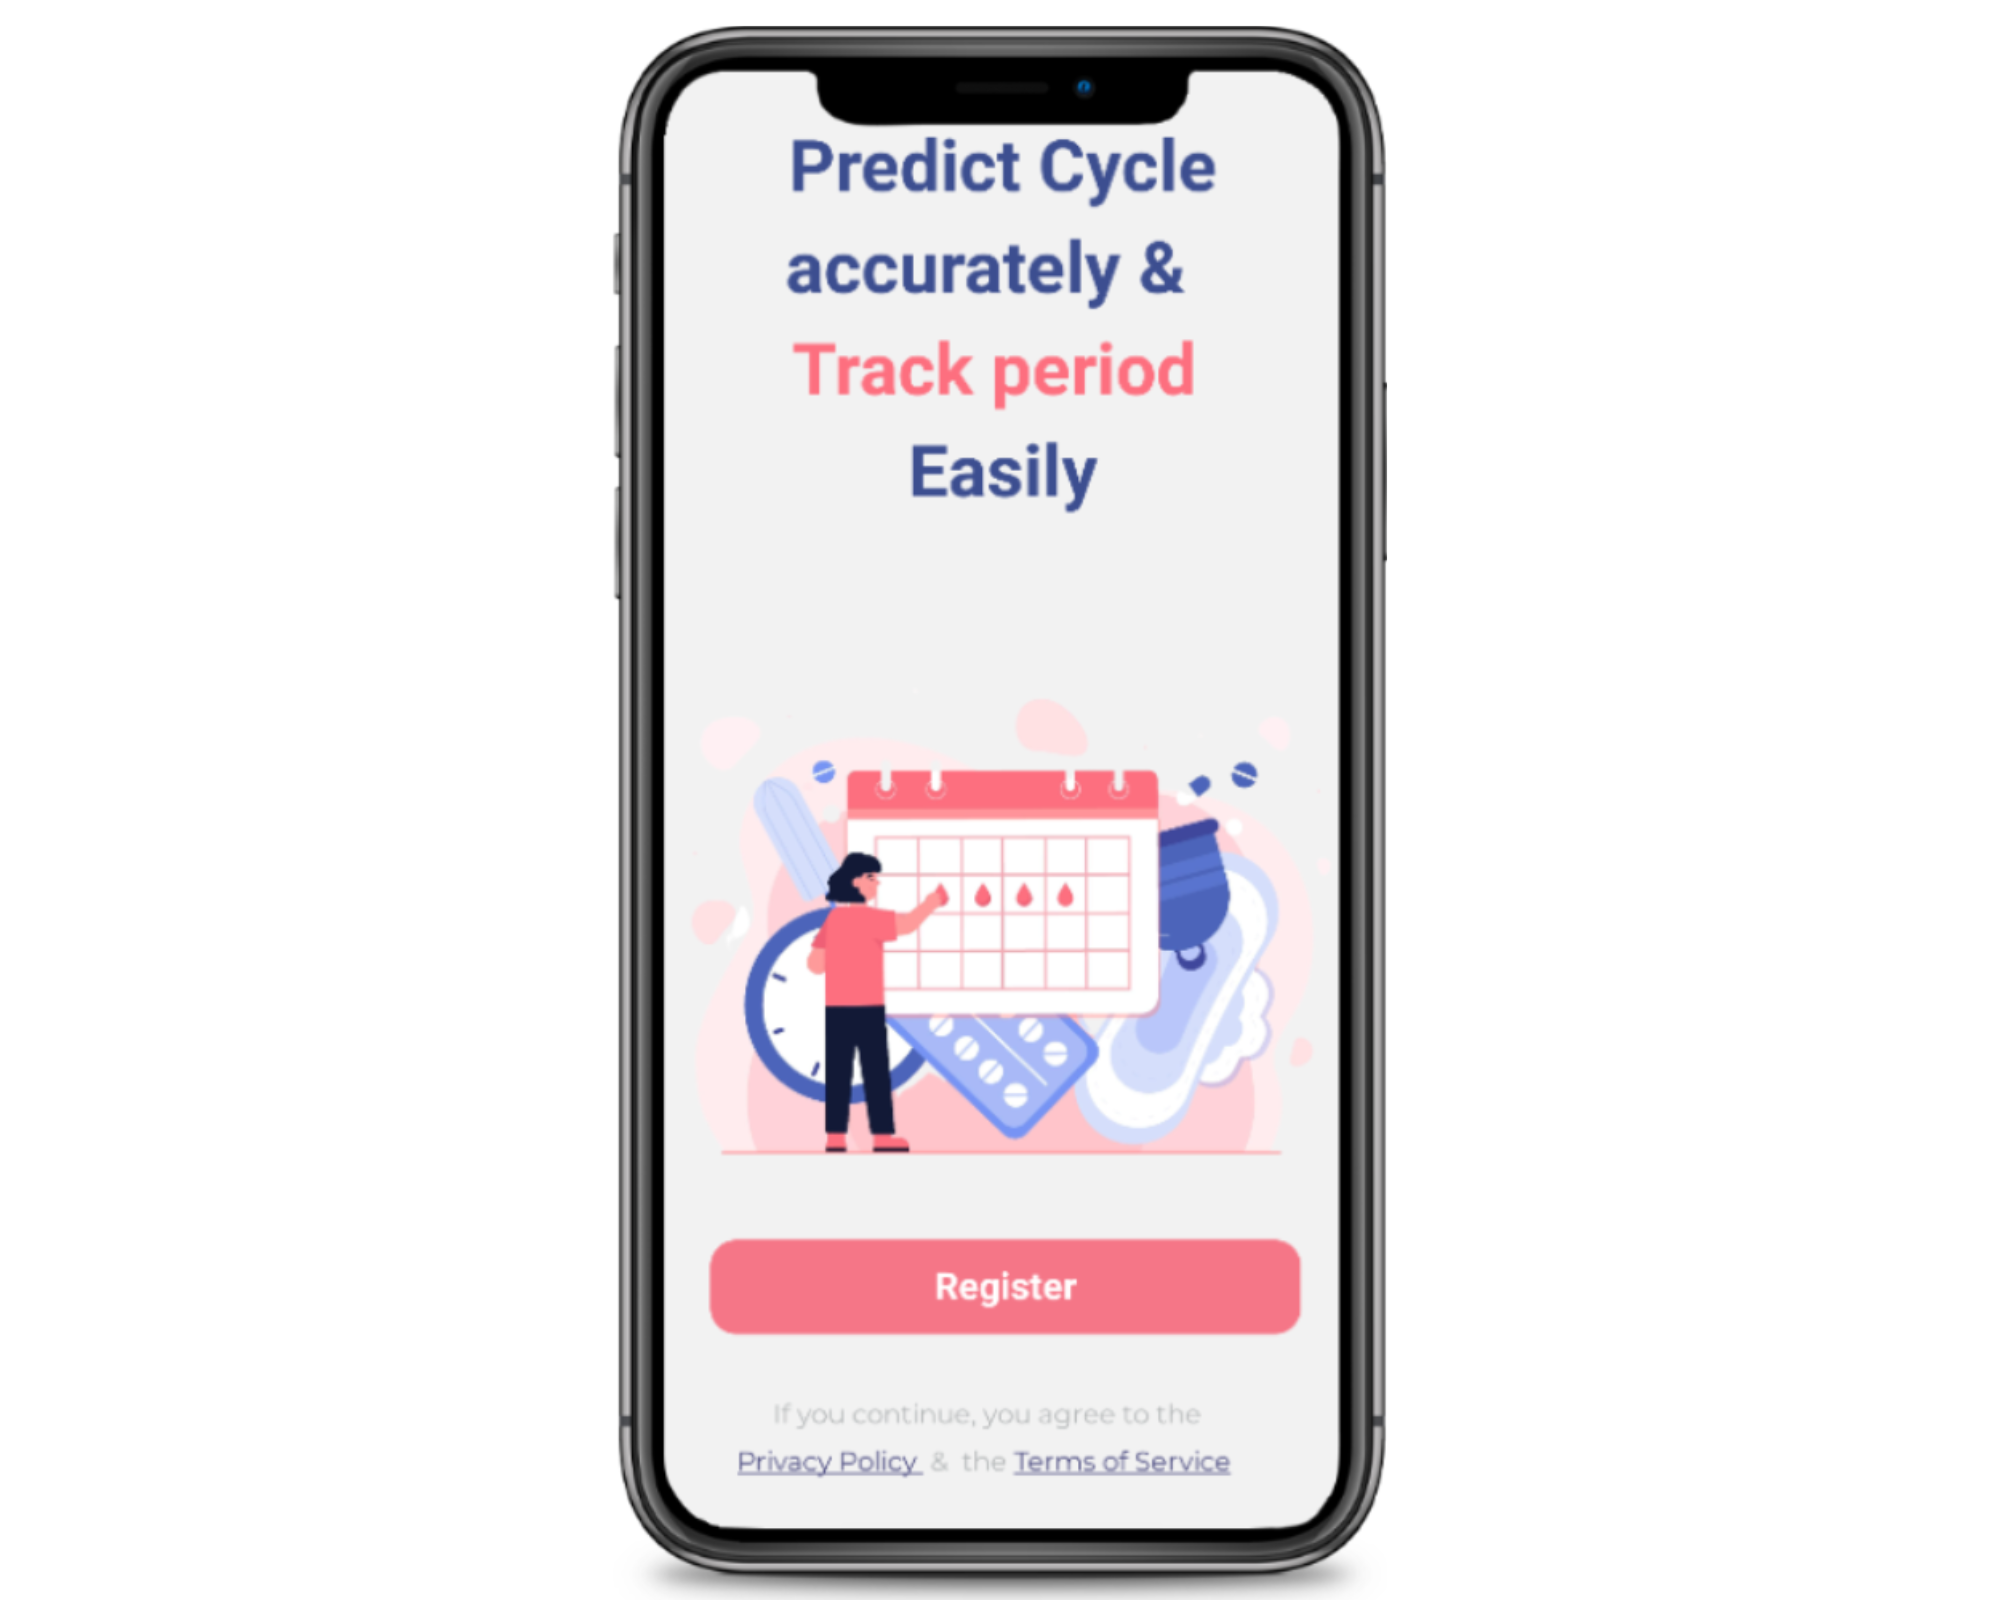 Predict Cycle
accurately &
Track period
Easily
Register
If you continue, you agree to the
Privacy Policy & the Terms of Service